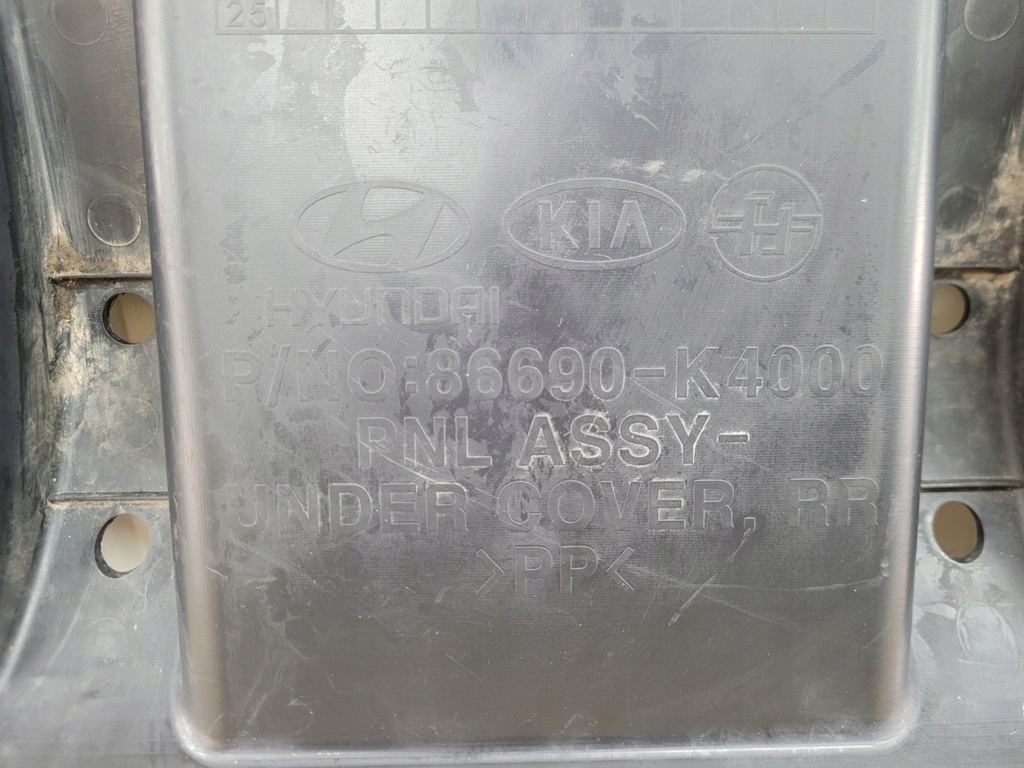 25
KIA
HYUNDAI
P/NO:86690-K4000
PNL ASSY-
UNDER COVER, RR
>PP<